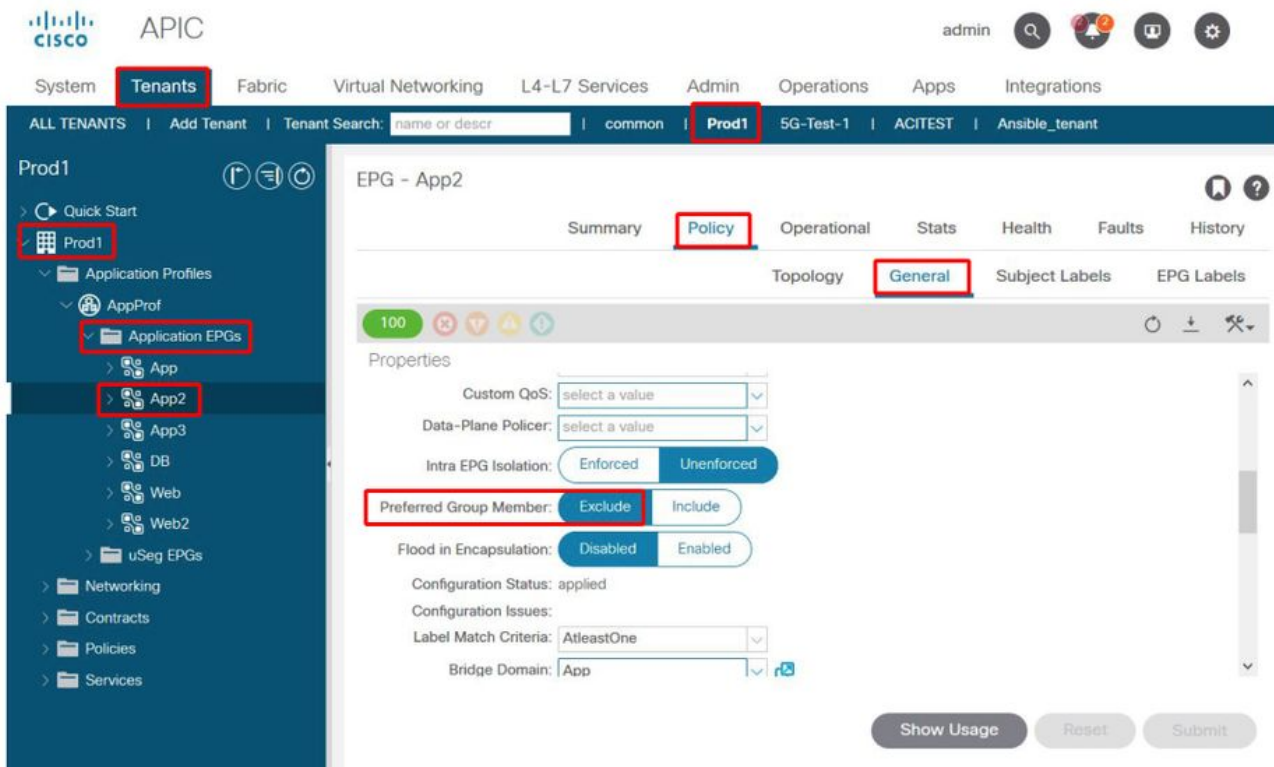 CISCO APIC admin 2
System Tenants Fabric Virtual Networking L4-L7 Services Admin Operations Apps Integrations
ALL TENANTS | Add Tenant | Tenant Search: name or descr | common | Prod1 5G-Test-1 | ACITEST | Ansible_tenant
Prod1
Quick Start
Prod1
Application Profiles
AppProf
Application EPGs
App
App2
App3
DB
Web
Web2
uSeg EPGs
Networking
Contracts
Policies
Services
EPG - App2
Summary Policy Operational Stats Health Faults History
Topology General Subject Labels EPG Labels
100
Properties
Custom QoS: select a value
Data-Plane Policer: select a value
Intra EPG Isolation: Enforced Unenforced
Preferred Group Member: Exclude Include
Flood in Encapsulation: Disabled Enabled
Configuration Status: applied
Configuration Issues:
Label Match Criteria: AtleastOne
Bridge Domain: App
Show Usage Reset Submit